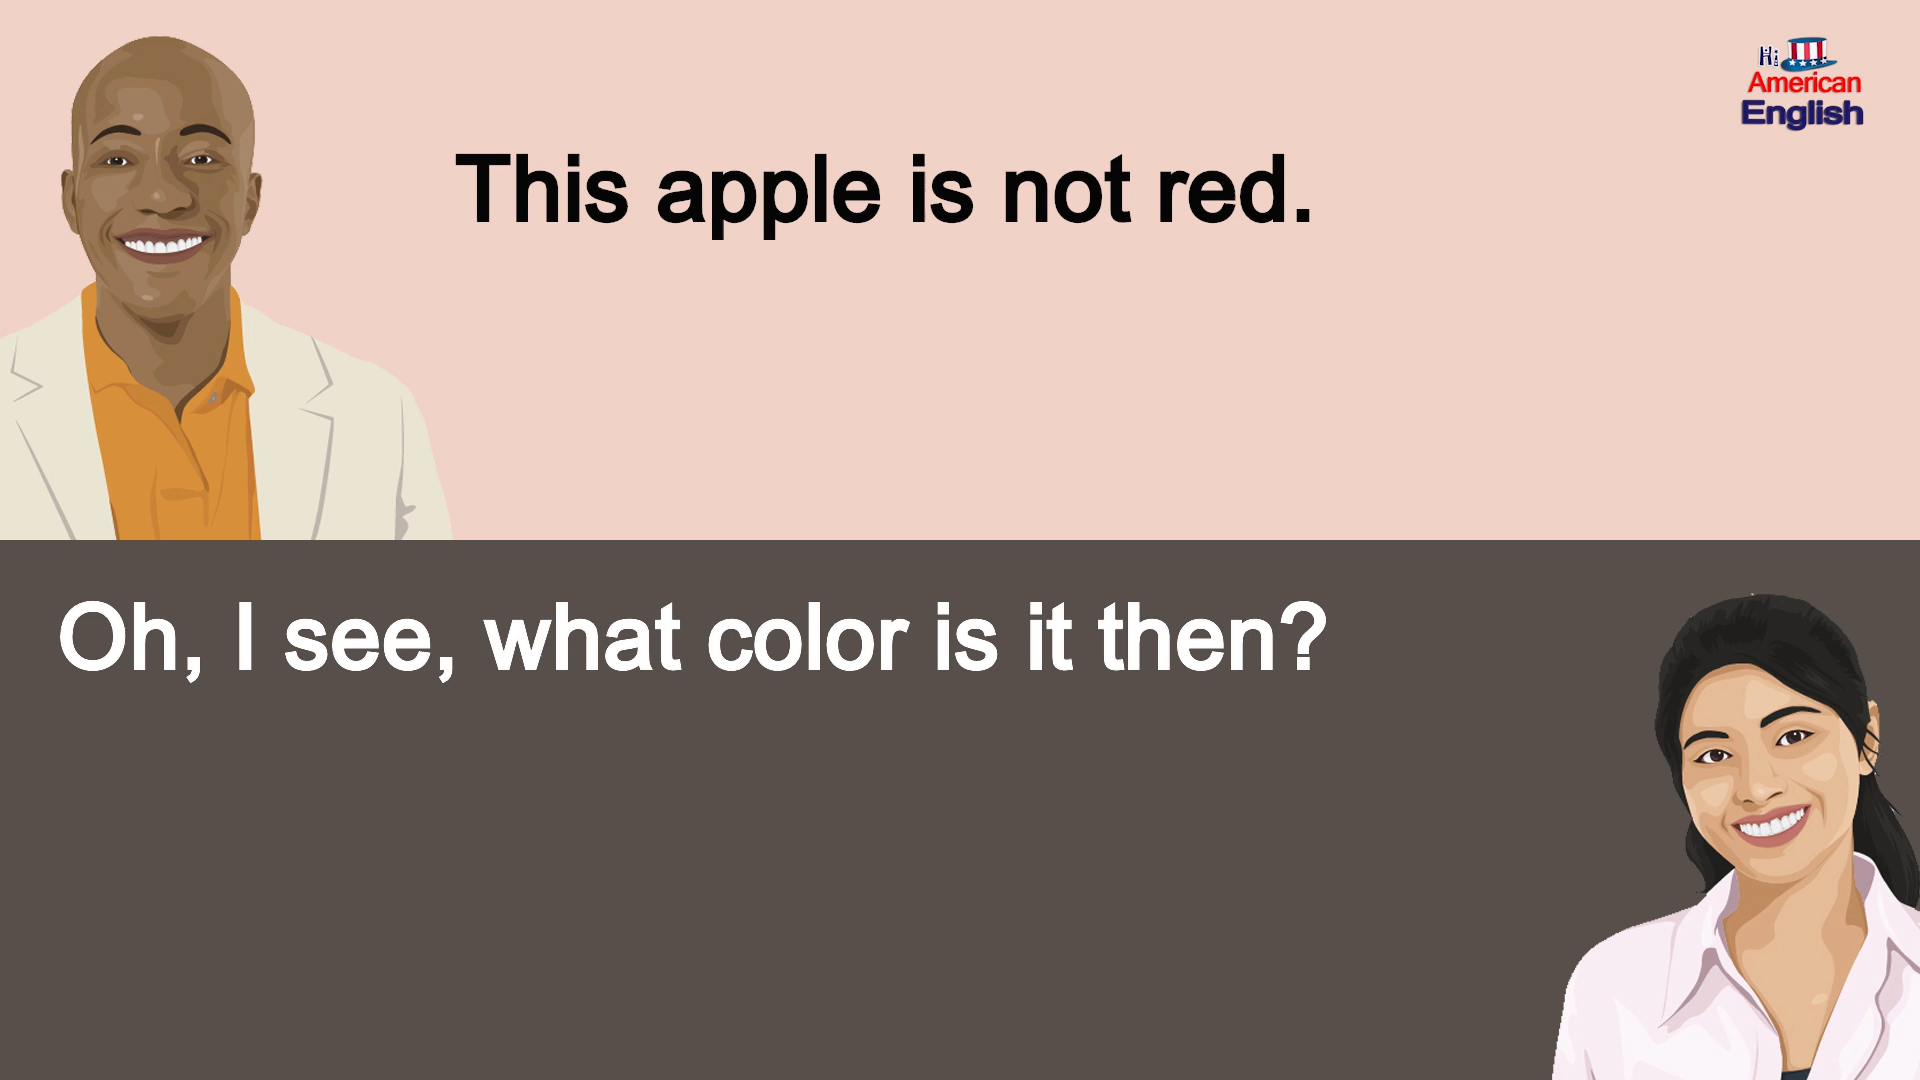 Hi
American
English
This apple is not red.
Oh, I see, what color is it then?